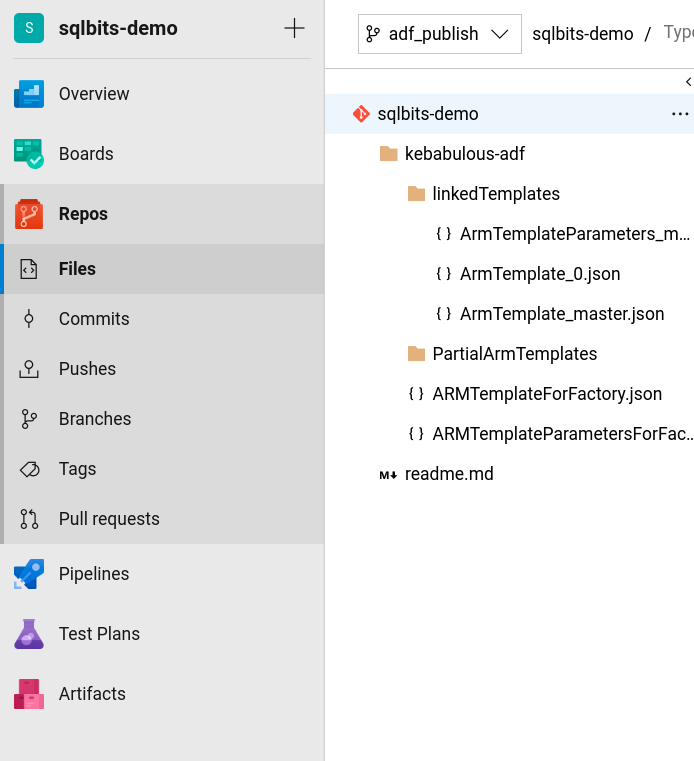 S sqlbits-demo
Overview
Boards
Repos
Files
Commits
Pushes
Branches
Tags
Pull requests
Pipelines
Test Plans
Artifacts
adf_publish sqlbits-demo / Type
sqlbits-demo ...
kebabulous-adf
linkedTemplates
{ } ArmTemplateParameters_m...
{ } ArmTemplate_0.json
{ } ArmTemplate_master.json
PartialArmTemplates
{ } ARMTemplateForFactory.json
{ } ARMTemplateParametersForFac...
M readme.md